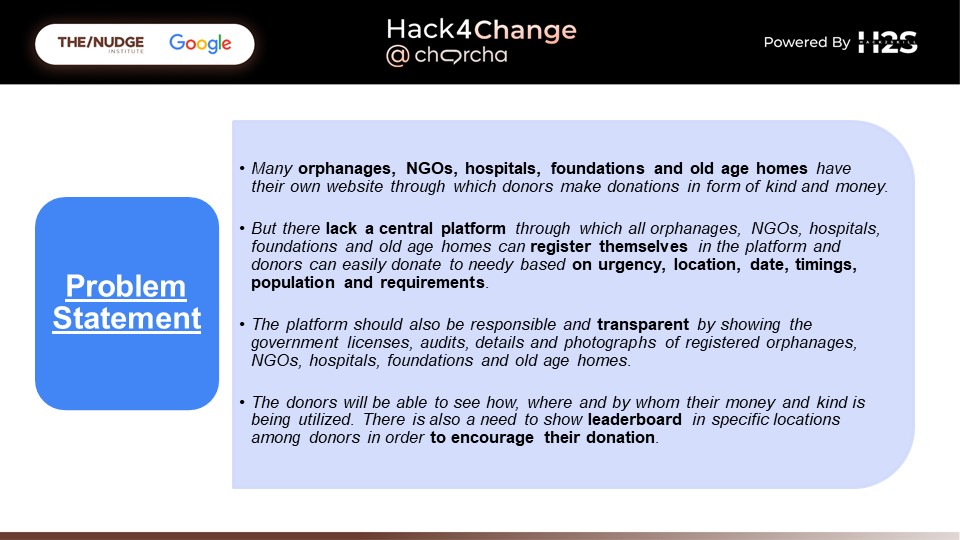 THE/NUDGE
INSTITUTE
Google
Hack4Change
@ chorcha
Powered By H2S
Problem
Statement
• Many orphanages, NGOs, hospitals, foundations and old age homes have
their own website through which donors make donations in form of kind and money.
• But there lack a central platform through which all orphanages, NGOs, hospitals,
foundations and old age homes can register themselves in the platform and
donors can easily donate to needy based on urgency, location, date, timings,
population and requirements.
• The platform should also be responsible and transparent by showing the
government licenses, audits, details and photographs of registered orphanages,
NGOs, hospitals, foundations and old age homes.
• The donors will be able to see how, where and by whom their money and kind is
being utilized. There is also a need to show leaderboard in specific locations
among donors in order to encourage their donation.